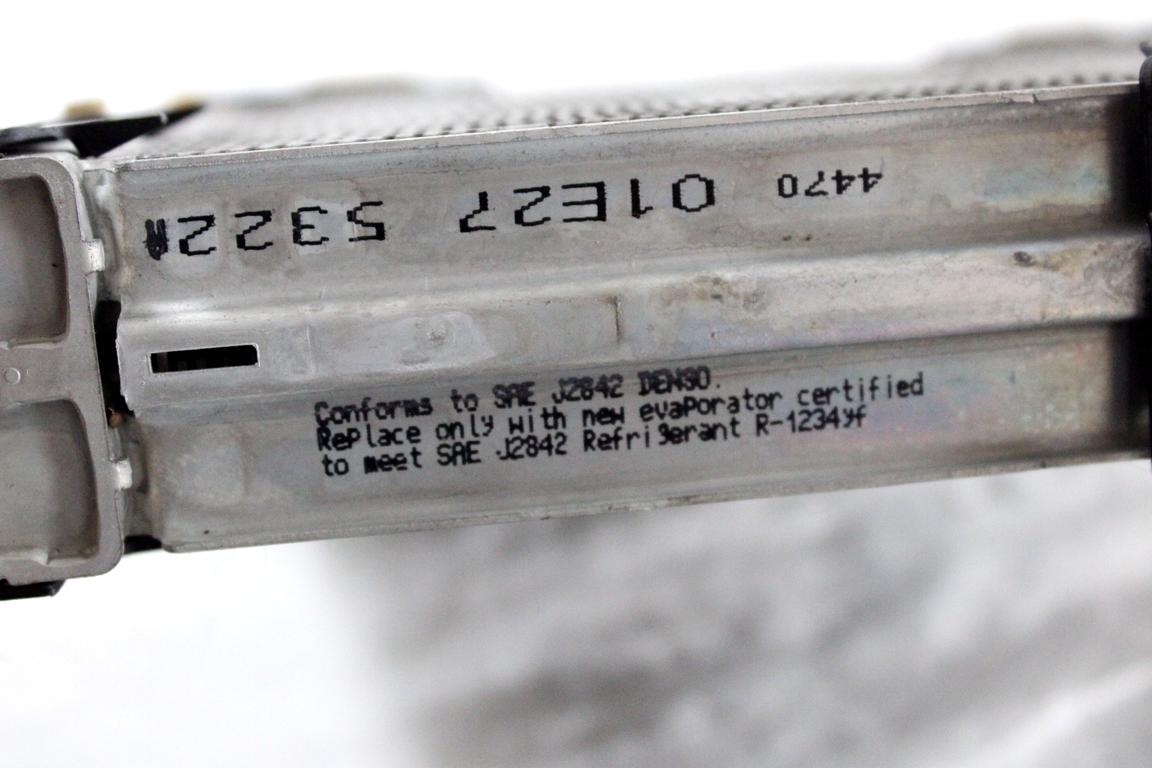 4470 01E27 5322
Conforms to SAE J2842 DENSO.
Replace only with new evaporator certified
to meet SAE J2842 Refrigerant R-1234yf